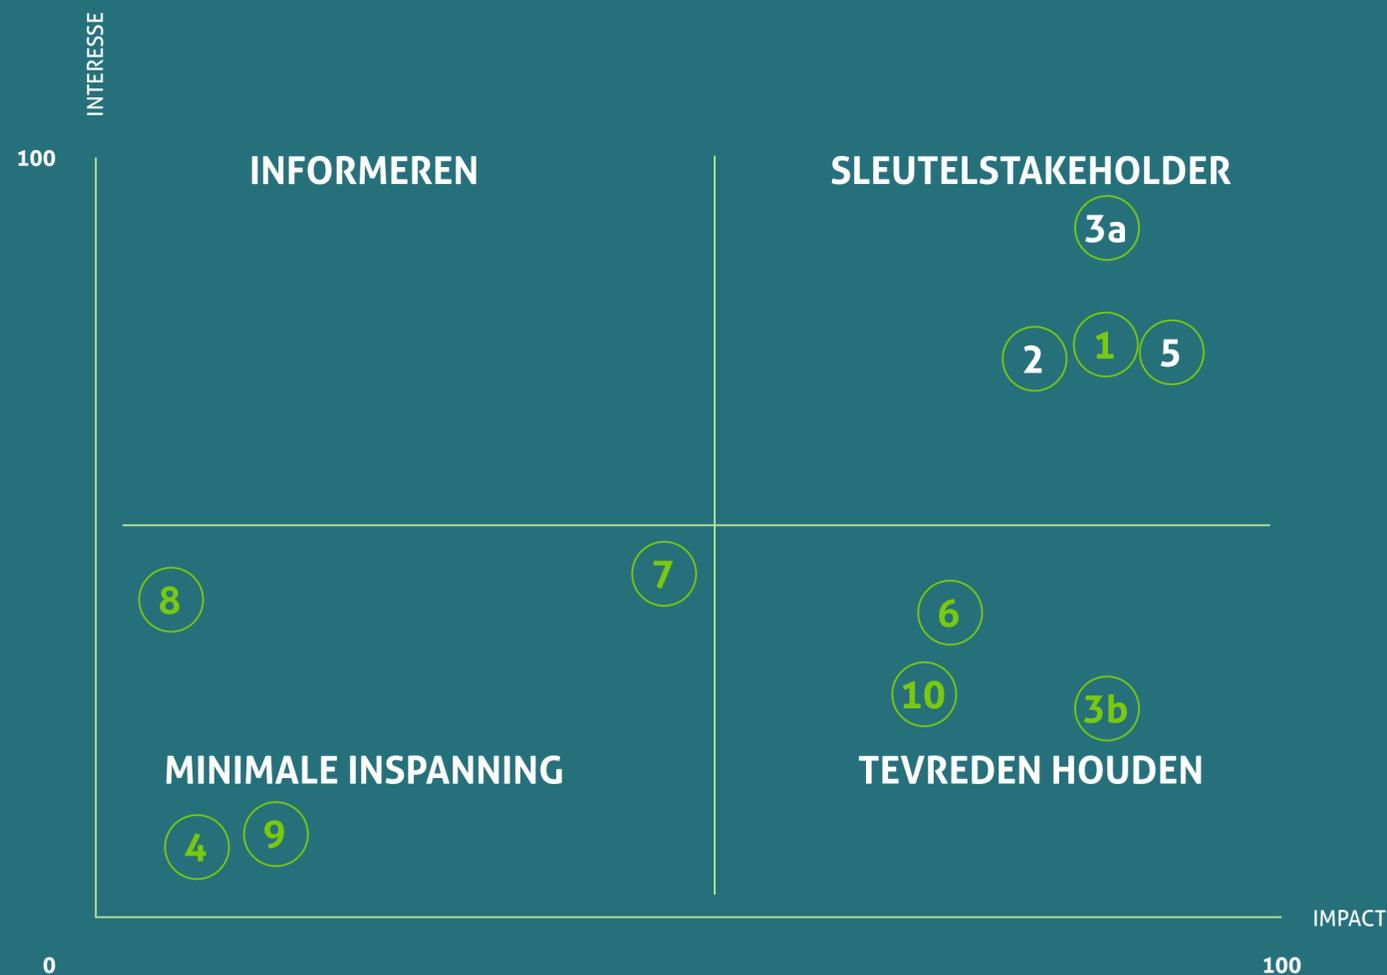 INTERESSE
100
INFORMEREN
SLEUTELSTAKEHOLDER
3a
2
1
5
8
7
6
10
3b
MINIMALE INSPANNING
TEVREDEN HOUDEN
4
9
IMPACT
0
100